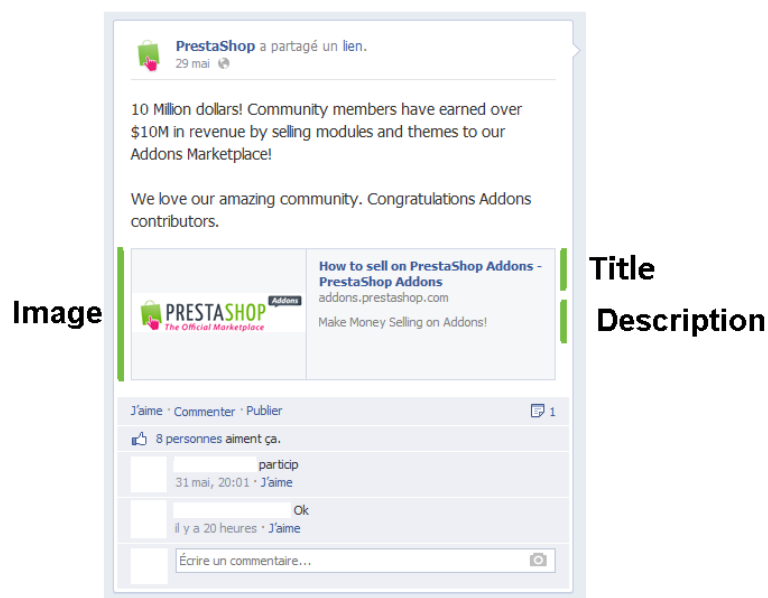 PrestaShop a partagé un lien.
29 mai
10 Million dollars! Community members have earned over
$10M in revenue by selling modules and themes to our
Addons Marketplace!
We love our amazing community. Congratulations Addons
contributors.
Image
PRESTASHOP Addons
The Official Marketplace
How to sell on PrestaShop Addons -
PrestaShop Addons
addons.prestashop.com
Make Money Selling on Addons!
Title
Description
J'aime · Commenter · Publier 1
8 personnes aiment ça.
particip
31 mai, 20:01 · J'aime
Ok
il y a 20 heures · J'aime
Écrire un commentaire...